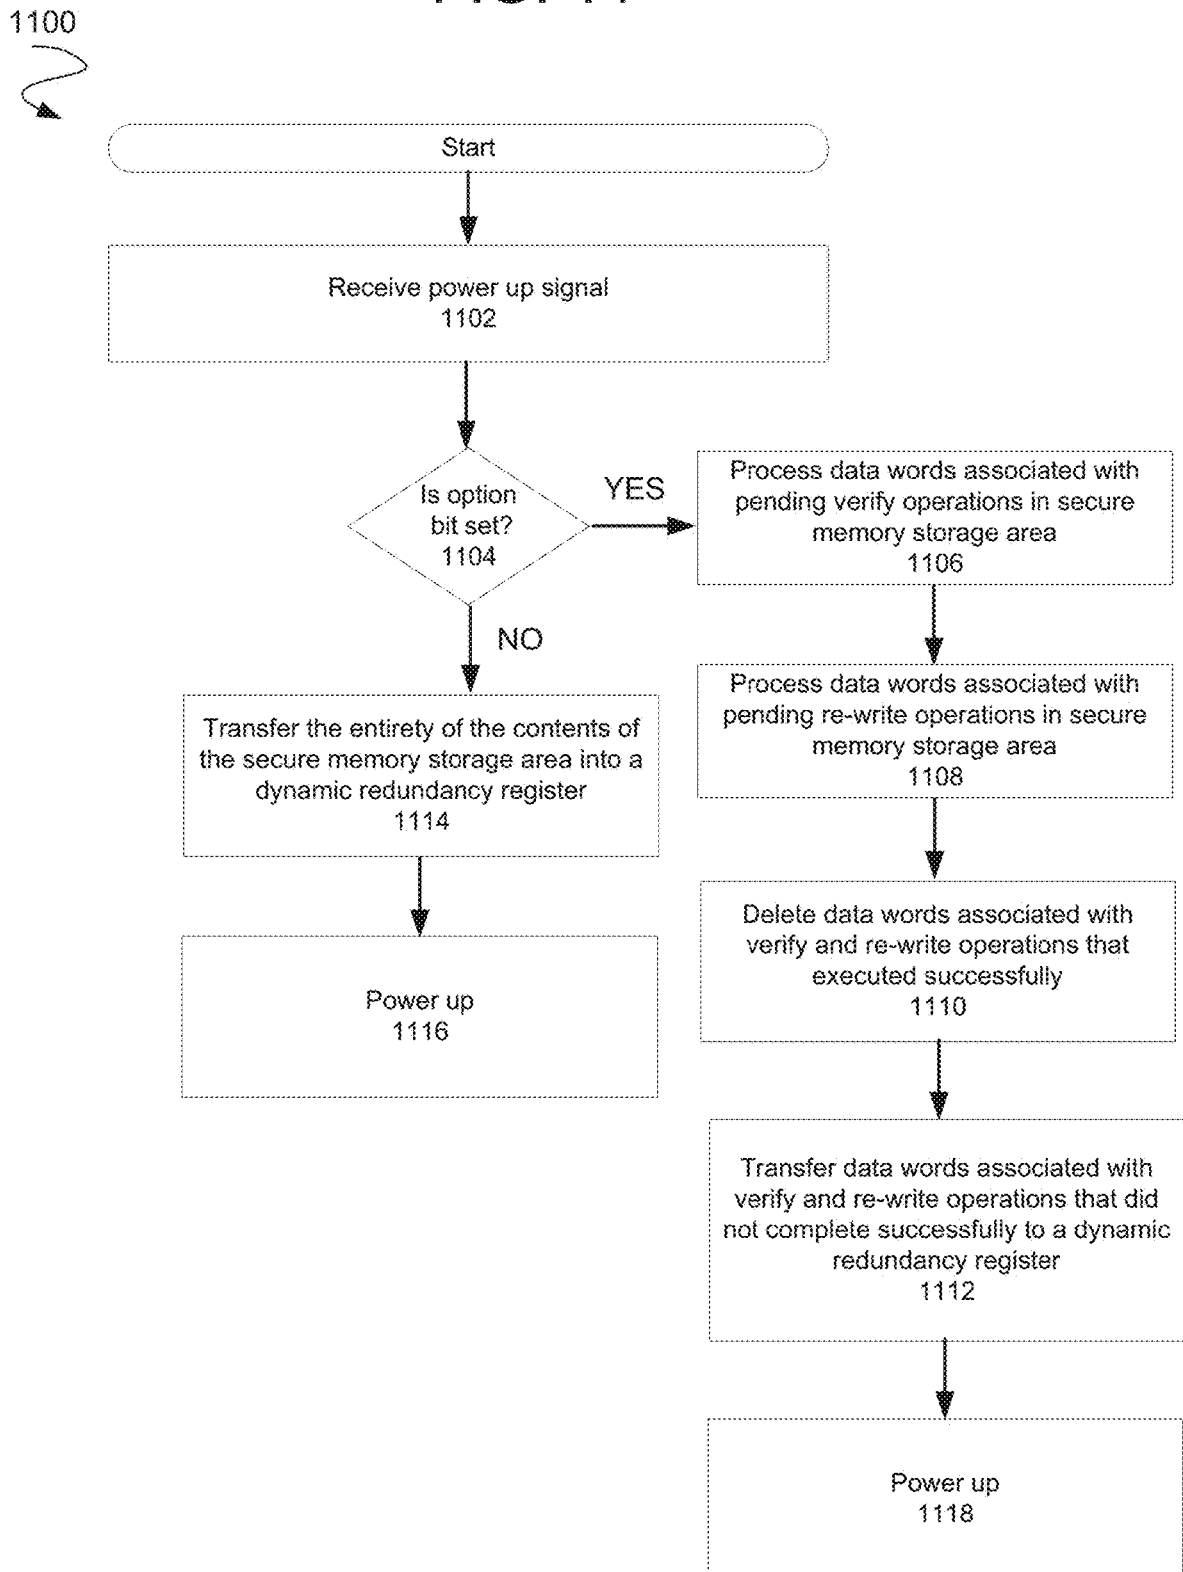 1100
Start
Receive power up signal
1102
Is option
bit set?
1104
YES
NO
Process data words associated with
pending verify operations in secure
memory storage area
1106
Process data words associated with
pending re-write operations in secure
memory storage area
1108
Transfer the entirety of the contents of
the secure memory storage area into a
dynamic redundancy register
1114
Delete data words associated with
verify and re-write operations that
executed successfully
1110
Power up
1116
Transfer data words associated with
verify and re-write operations that did
not complete successfully to a dynamic
redundancy register
1112
Power up
1118